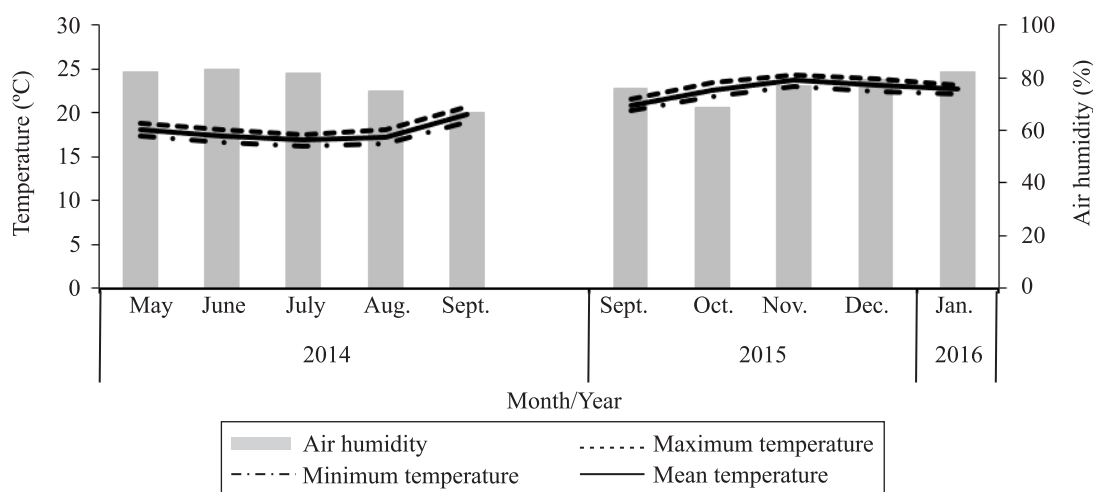 Temperature (ºC)
30
25
20
15
10
5
0
100
80
60
40
20
0
Air humidity (%)
May June July Aug. Sept. Sept. Oct. Nov. Dec. Jan.
2014 2015 2016
Month/Year
Air humidity Maximum temperature
Minimum temperature Mean temperature